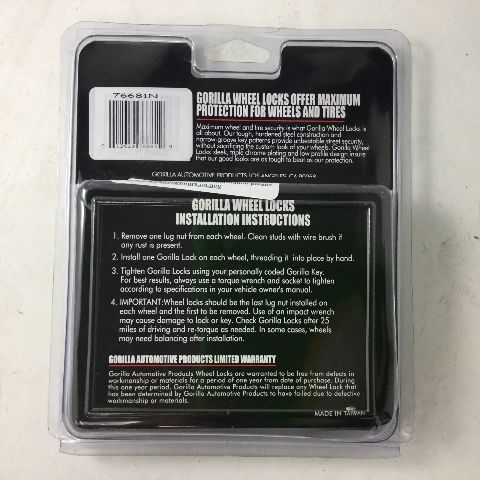 76681N
GORILLA WHEEL LOCKS OFFER MAXIMUM
PROTECTION FOR WHEELS AND TIRES
Maximum wheel and tire security is what Gorilla Wheel Locks is
all about. Our tough, hardened steel construction and
narrow-groove key patterns provide unbeatable street security,
without sacrificing the custom look of your wheels. Gorilla Wheel
Locks sleek, triple chrome plating and low profile design insure
that our good looks are as tough to beat as our protection.
GORILLA AUTOMOTIVE PRODUCTS LOS ANGELES, CA 90058
GORILLA WHEEL LOCKS
INSTALLATION INSTRUCTIONS
1. Remove one lug nut from each wheel. Clean studs with wire brush if
any rust is present.
2. Install one Gorilla Lock on each wheel, threading it into place by hand.
3. Tighten Gorilla Locks using your personally coded Gorilla Key.
For best results, always use a torque wrench and socket to tighten
according to specifications in your vehicle owner's manual.
4. IMPORTANT:Wheel locks should be the last lug nut installed on
each wheel and the first to be removed. Use of an impact wrench
may cause damage to lock or key. Check Gorilla Locks after 25
miles of driving and re-torque as needed. In some cases, wheels
may need balancing after installation.
GORILLA AUTOMOTIVE PRODUCTS LIMITED WARRANTY
Gorilla Automotive Products Wheel Locks are warranted to be free from defects in
workmanship or materials for a period of one year from date of purchase. During
this one year period, Gorilla Automotive Products will replace any Wheel Lock that
has been determined by Gorilla Automotive Products to have failed due to defective
workmanship or materials.
MADE IN TAIWAN